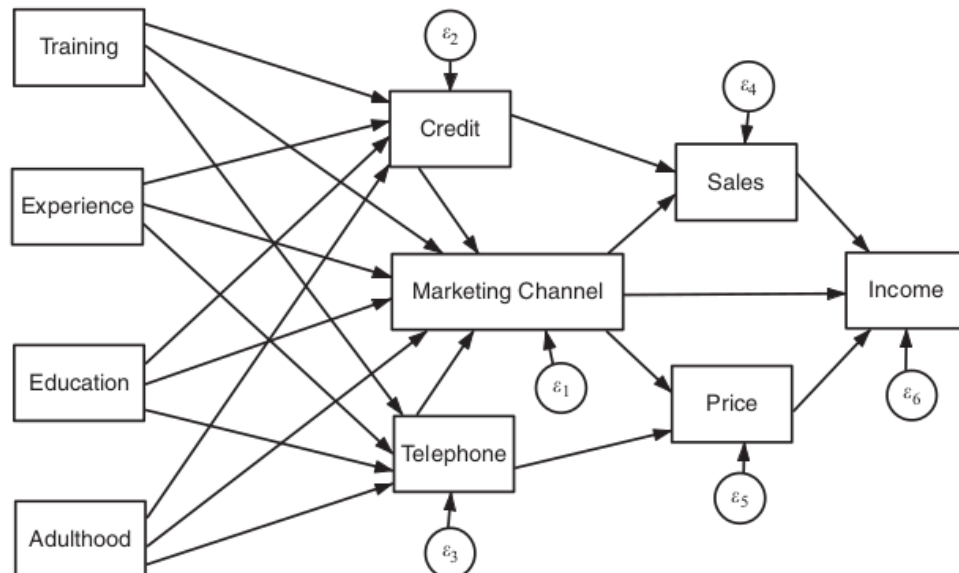 Training
ε2
ε4
Credit
Sales
Experience
Marketing Channel
Income
Education
ε1
Price
ε6
Telephone
ε5
Adulthood
ε3